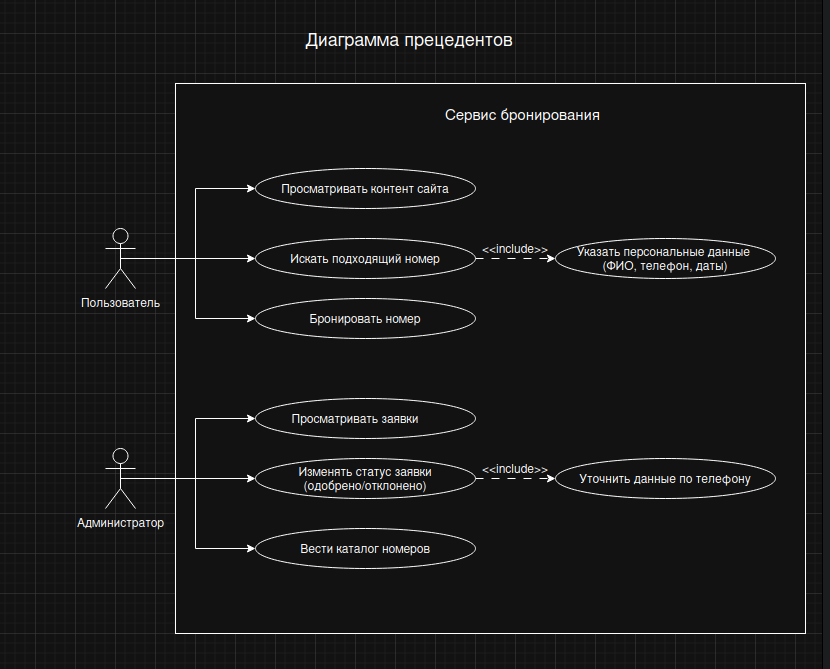 Диаграмма прецедентов
Сервис бронирования
Просматривать контент сайта
Искать подходящий номер
<<include>>
Указать персональные данные
(ФИО, телефон, даты)
Пользователь
Бронировать номер
Просматривать заявки
Изменять статус заявки
(одобрено/отклонено)
<<include>>
Уточнить данные по телефону
Администратор
Вести каталог номеров